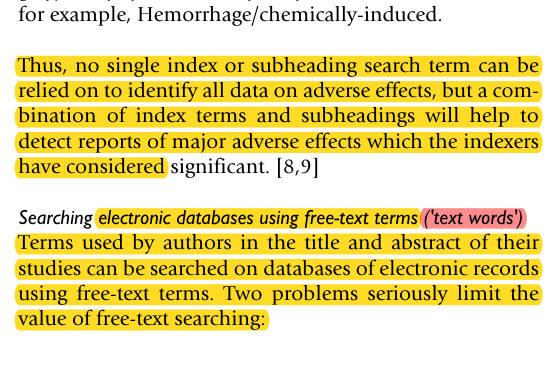 for example, Hemorrhage/chemically-induced.
Thus, no single index or subheading search term can be
relied on to identify all data on adverse effects, but a com-
bination of index terms and subheadings will help to
detect reports of major adverse effects which the indexers
have considered significant. [8,9]
Searching electronic databases using free-text terms ('text words')
Terms used by authors in the title and abstract of their
studies can be searched on databases of electronic records
using free-text terms. Two problems seriously limit the
value of free-text searching: